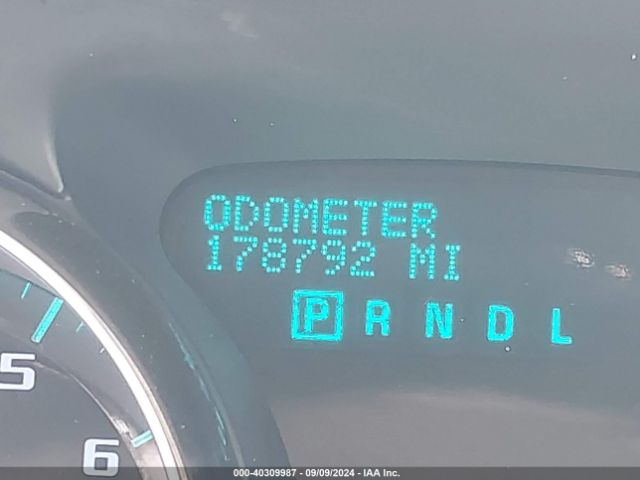 ODOMETER
178792 MI
P R N D L
5
6
000-40309987 - 09/09/2024 - IAA Inc.